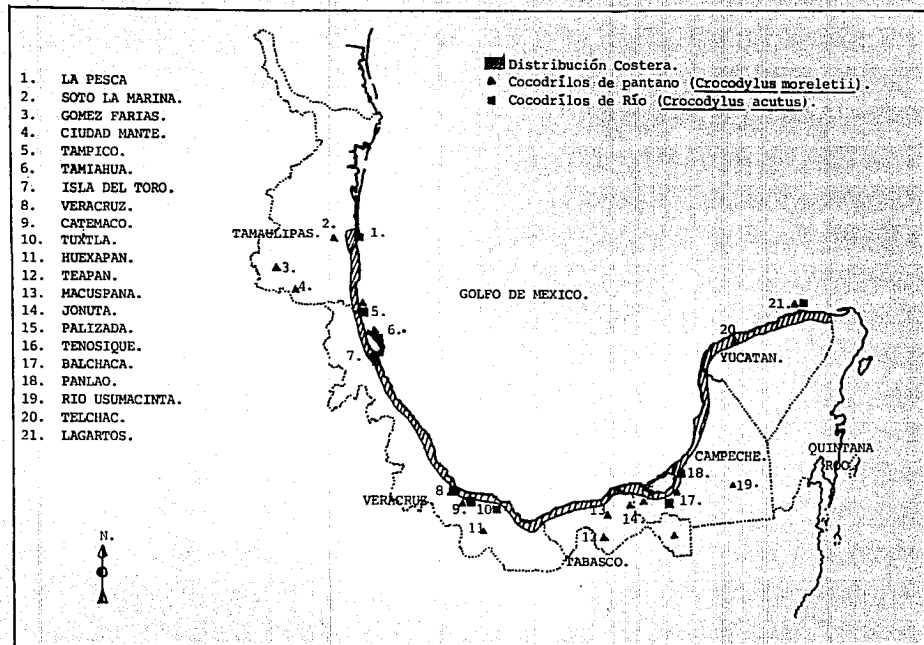 1. LA PESCA
2. SOTO LA MARINA.
3. GOMEZ FARIAS.
4. CIUDAD MANTE.
5. TAMPICO.
6. TAMIAHUA.
7. ISLA DEL TORO.
8. VERACRUZ.
9. CATEMACO.
10. TUXTLA.
11. HUEXAPAN.
12. TEAPAN.
13. MACUSPANA.
14. JONUTA.
15. PALIZADA.
16. TENOSIQUE.
17. BALCHACA.
18. PANLAO.
19. RIO USUMACINTA.
20. TELCHAC.
21. LAGARTOS.
Distribución Costera.
Cocodrílos de pantano (Crocodylus moreletii).
Cocodrílos de Río (Crocodylus acutus).
TAMAULIPAS.
2.
1.
3.
4.
GOLFO DE MEXICO.
5.
6.
7.
21.
20
YUCATAN.
CAMPECHE.
QUINTANA
ROO.
18.
19.
17.
VERACRUZ
8
9.
10
11
13
14.
12
TABASCO.
N.